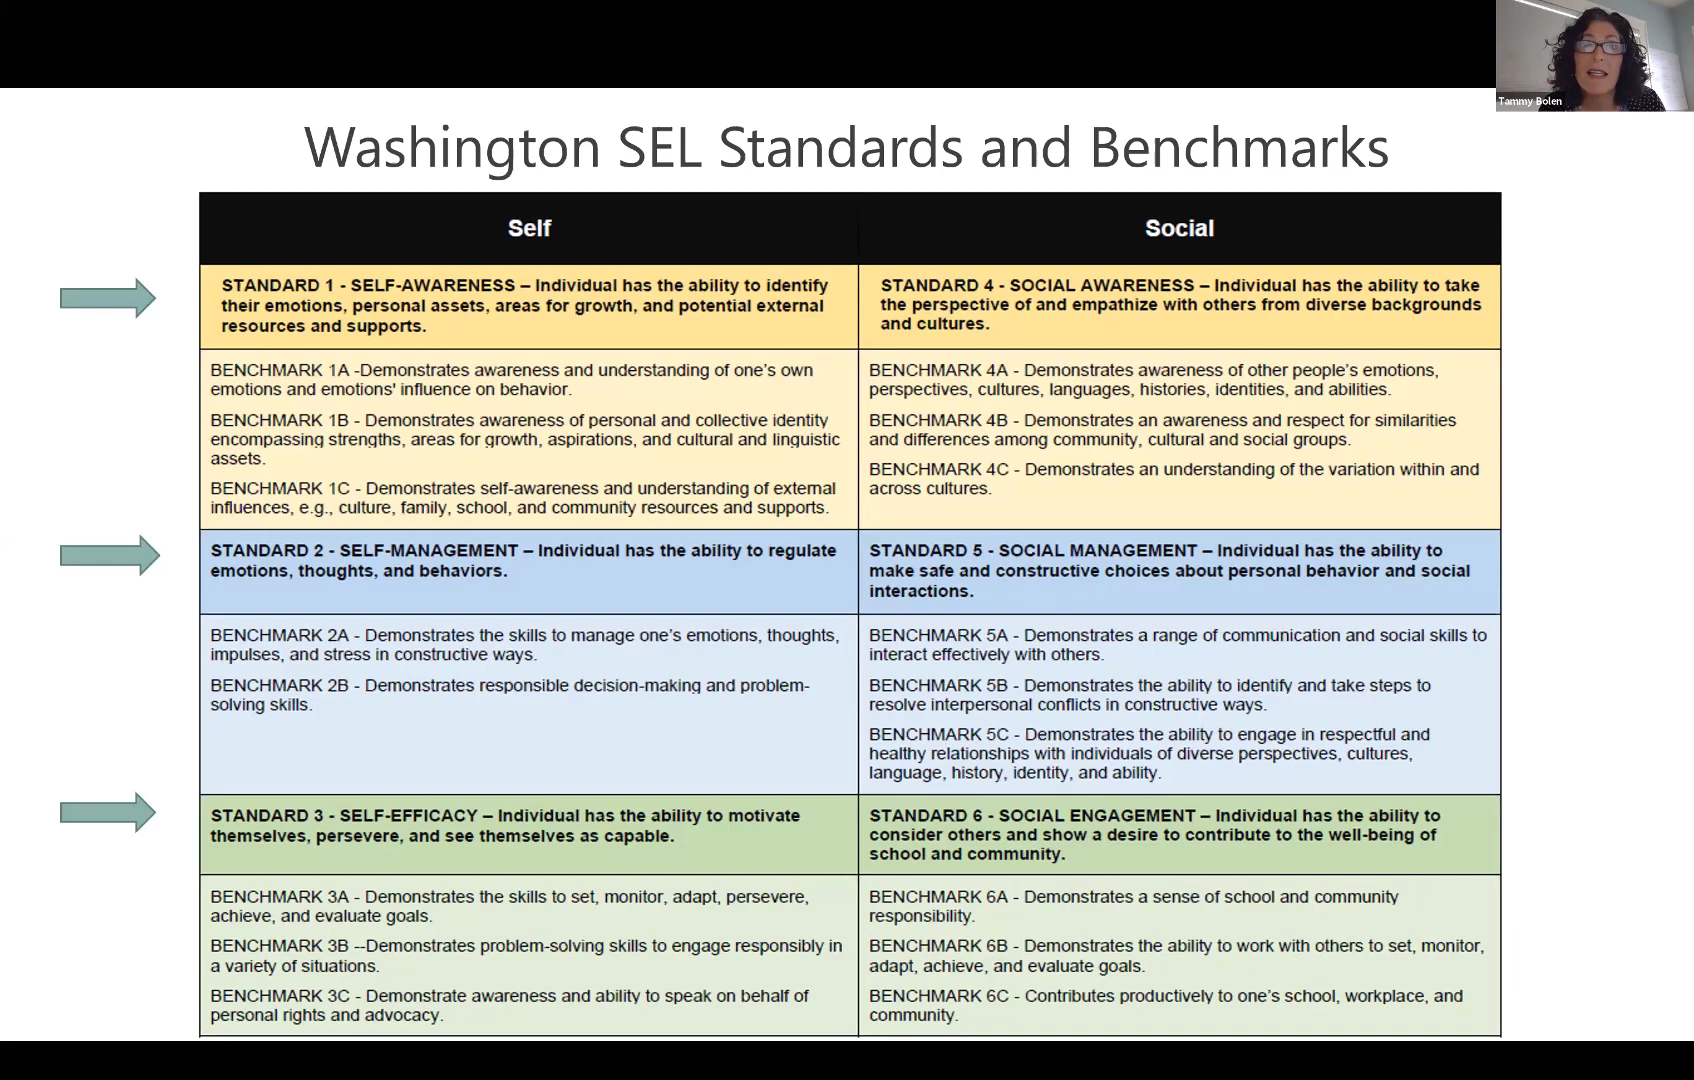 Tammy Bolen
Washington SEL Standards and Benchmarks
Self
Social
STANDARD 1 - SELF-AWARENESS – Individual has the ability to identify
their emotions, personal assets, areas for growth, and potential external
resources and supports.
STANDARD 4 - SOCIAL AWARENESS – Individual has the ability to take
the perspective of and empathize with others from diverse backgrounds
and cultures.
BENCHMARK 1A -Demonstrates awareness and understanding of one’s own
emotions and emotions' influence on behavior.
BENCHMARK 1B - Demonstrates awareness of personal and collective identity
encompassing strengths, areas for growth, aspirations, and cultural and linguistic
assets.
BENCHMARK 1C - Demonstrates self-awareness and understanding of external
influences, e.g., culture, family, school, and community resources and supports.
BENCHMARK 4A - Demonstrates awareness of other people’s emotions,
perspectives, cultures, languages, histories, identities, and abilities.
BENCHMARK 4B - Demonstrates an awareness and respect for similarities
and differences among community, cultural and social groups.
BENCHMARK 4C - Demonstrates an understanding of the variation within and
across cultures.
STANDARD 2 - SELF-MANAGEMENT – Individual has the ability to regulate
emotions, thoughts, and behaviors.
STANDARD 5 - SOCIAL MANAGEMENT – Individual has the ability to
make safe and constructive choices about personal behavior and social
interactions.
BENCHMARK 2A - Demonstrates the skills to manage one’s emotions, thoughts,
impulses, and stress in constructive ways.
BENCHMARK 2B - Demonstrates responsible decision-making and problem-
solving skills.
BENCHMARK 5A - Demonstrates a range of communication and social skills to
interact effectively with others.
BENCHMARK 5B - Demonstrates the ability to identify and take steps to
resolve interpersonal conflicts in constructive ways.
BENCHMARK 5C - Demonstrates the ability to engage in respectful and
healthy relationships with individuals of diverse perspectives, cultures,
language, history, identity, and ability.
STANDARD 3 - SELF-EFFICACY – Individual has the ability to motivate
themselves, persevere, and see themselves as capable.
STANDARD 6 - SOCIAL ENGAGEMENT – Individual has the ability to
consider others and show a desire to contribute to the well-being of
school and community.
BENCHMARK 3A - Demonstrates the skills to set, monitor, adapt, persevere,
achieve, and evaluate goals.
BENCHMARK 3B --Demonstrates problem-solving skills to engage responsibly in
a variety of situations.
BENCHMARK 3C - Demonstrate awareness and ability to speak on behalf of
personal rights and advocacy.
BENCHMARK 6A - Demonstrates a sense of school and community
responsibility.
BENCHMARK 6B - Demonstrates the ability to work with others to set, monitor,
adapt, achieve, and evaluate goals.
BENCHMARK 6C - Contributes productively to one’s school, workplace, and
community.